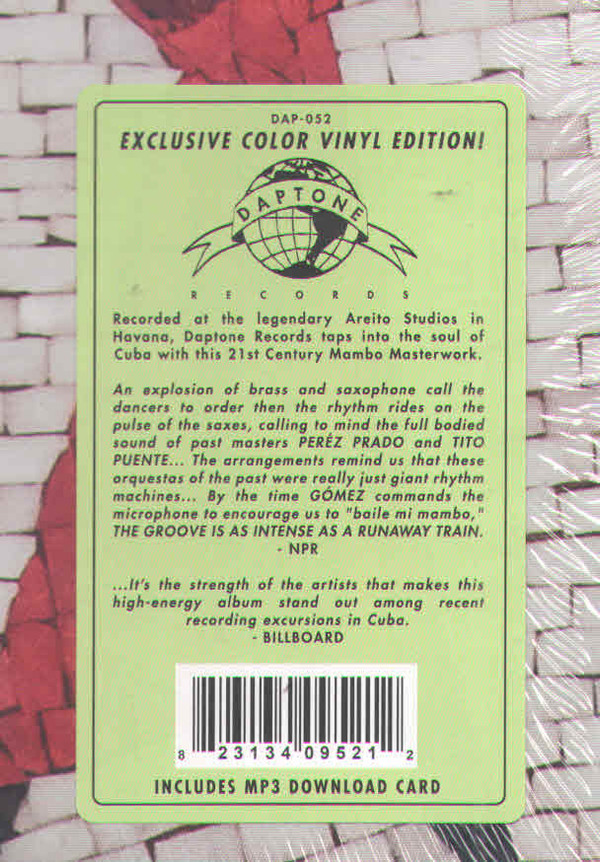 DAP-052
EXCLUSIVE COLOR VINYL EDITION!
DAPTONE
RECORDS
Recorded at the legendary Areito Studios in
Havana, Daptone Records taps into the soul of
Cuba with this 21st Century Mambo Masterwork.
An explosion of brass and saxophone call the
dancers to order then the rhythm rides on the
pulse of the saxes, calling to mind the full bodied
sound of past masters PERÉZ PRADO and TITO
PUENTE... The arrangements remind us that these
orquestas of the past were really just giant rhythm
machines... By the time GÓMEZ commands the
microphone to encourage us to "baile mi mambo,"
THE GROOVE IS AS INTENSE AS A RUNAWAY TRAIN.
- NPR
...It's the strength of the artists that makes this
high-energy album stand out among recent
recording excursions in Cuba.
- BILLBOARD
8 23134 09521 2
INCLUDES MP3 DOWNLOAD CARD